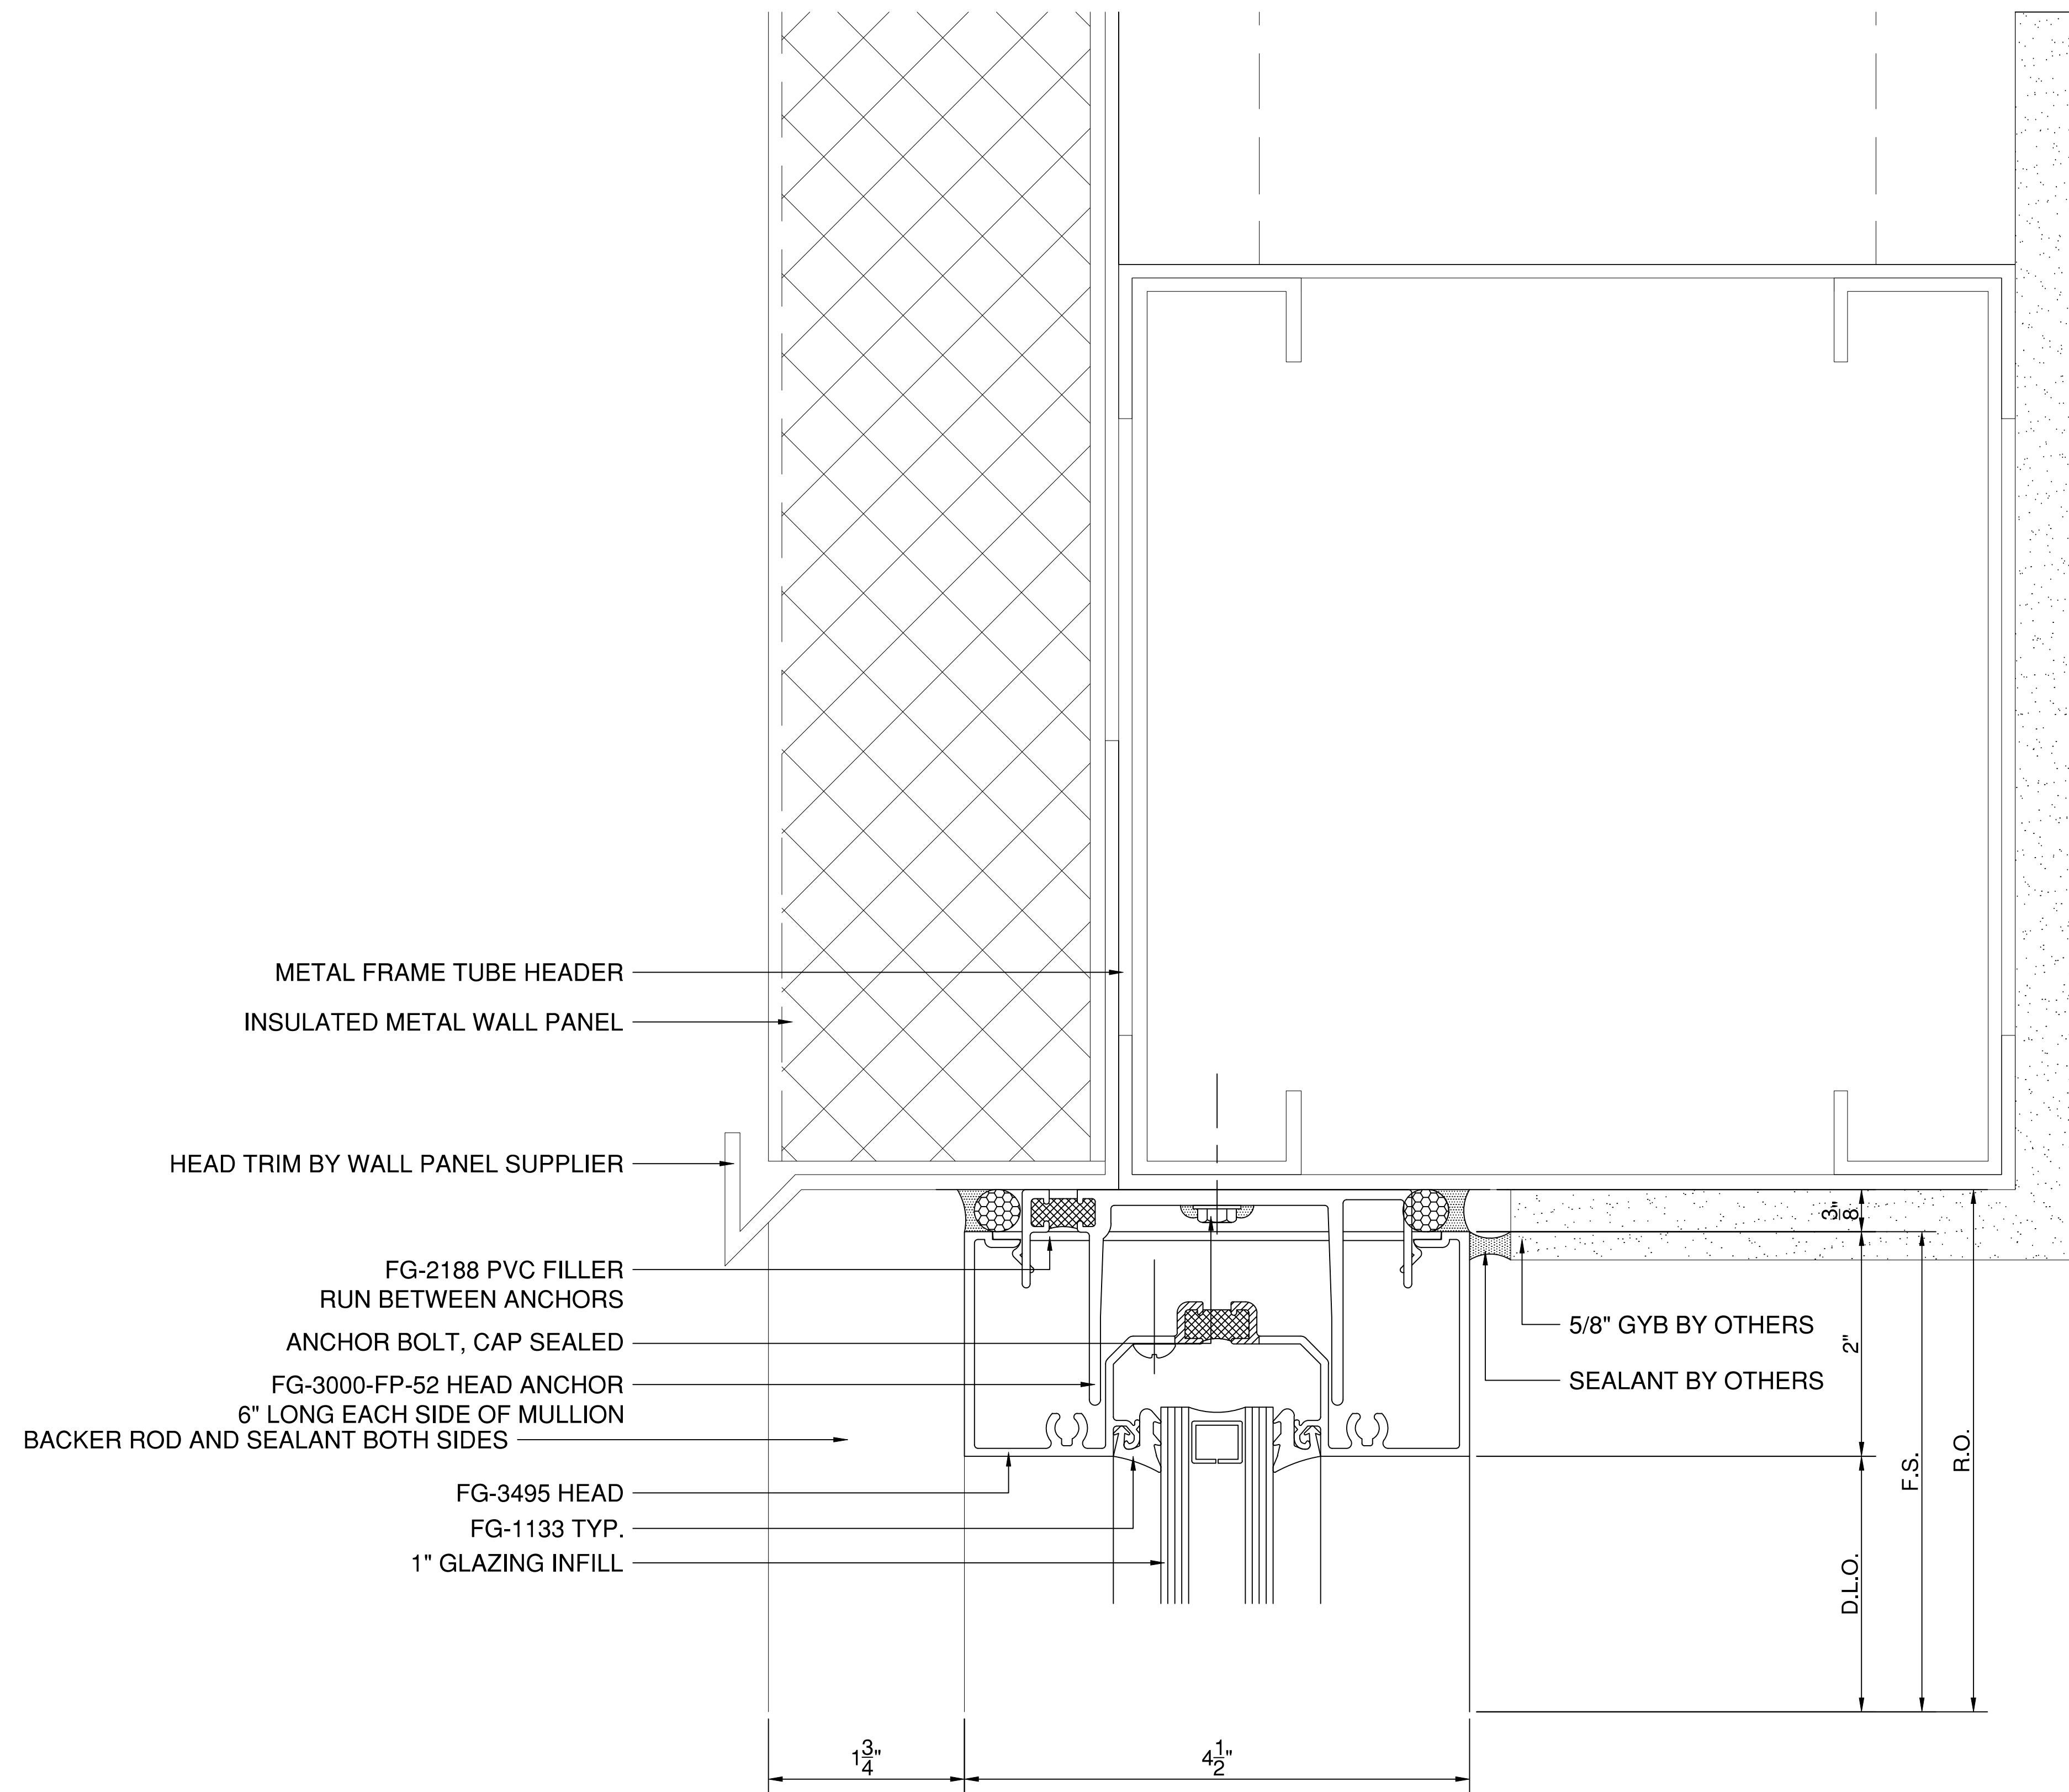 METAL FRAME TUBE HEADER
INSULATED METAL WALL PANEL
HEAD TRIM BY WALL PANEL SUPPLIER
FG-2188 PVC FILLER
RUN BETWEEN ANCHORS
ANCHOR BOLT, CAP SEALED
FG-3000-FP-52 HEAD ANCHOR
6" LONG EACH SIDE OF MULLION
BACKER ROD AND SEALANT BOTH SIDES
FG-3495 HEAD
FG-1133 TYP.
1" GLAZING INFILL
5/8" GYB BY OTHERS
SEALANT BY OTHERS
3/8"
2"
D.L.O.
F.S.
R.O.
1 3/4"
4 1/2"